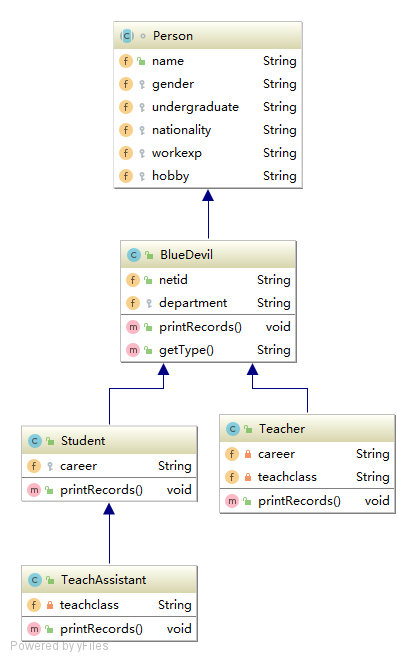 Person
name String
gender String
undergraduate String
nationality String
workexp String
hobby String
BlueDevil
netid String
department String
printRecords() void
getType() String
Student
career String
printRecords() void
Teacher
career String
teachclass String
printRecords() void
TeachAssistant
teachclass String
printRecords() void
Powered by yFiles